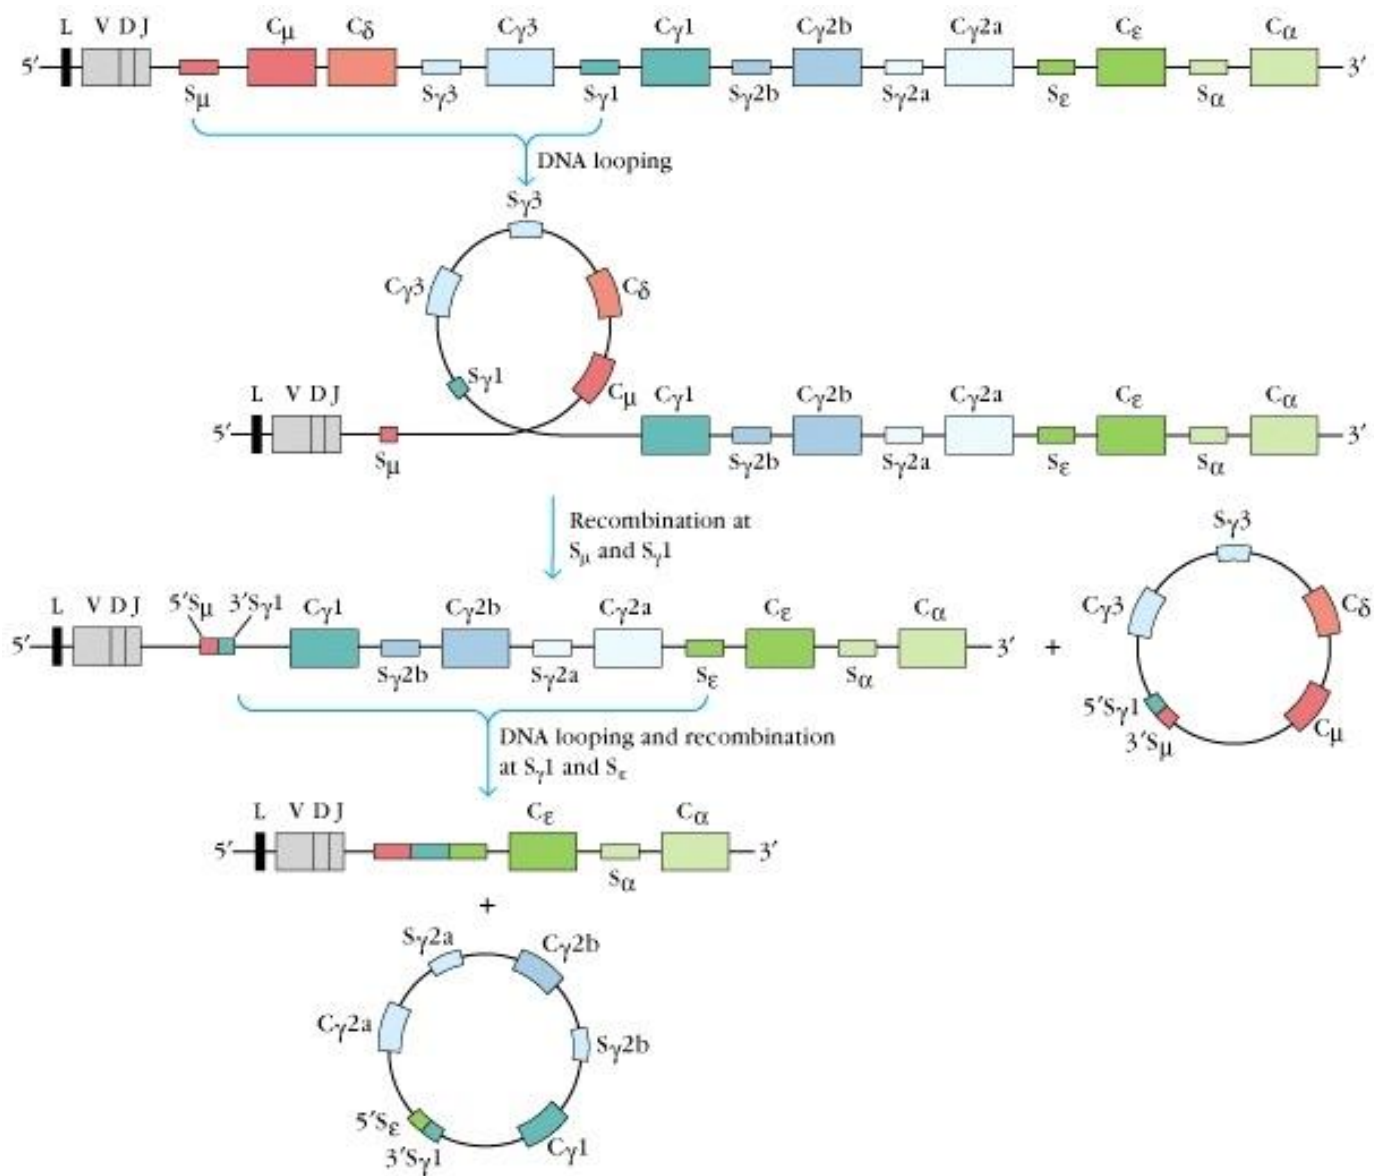 L V D J Cμ Cδ Cγ3 Cγ1 Cγ2b Cγ2a Cε Cα
5′ 3′
Sμ Sγ3 Sγ1 Sγ2b Sγ2a Sε Sα
DNA looping
Sγ3
Cγ3 Cδ
Sγ1 Cμ
L V D J Cγ1 Cγ2b Cγ2a Cε Cα
5′ 3′
Sμ Sγ2b Sγ2a Sε Sα
Recombination at
Sμ and Sγ1
Sγ3
Cγ3 Cδ
5′Sγ1 Cμ
3′Sμ
L V D J 5′Sμ 3′Sγ1 Cγ1 Cγ2b Cγ2a Cε Cα
5′ 3′ +
Sγ2b Sγ2a Sε Sα
DNA looping and recombination
at Sγ1 and Sε
L V D J Cε Cα
5′ 3′
Sα
+
Sγ2a Cγ2b
Cγ2a Sγ2b
5′Sε Cγ1
3′Sγ1